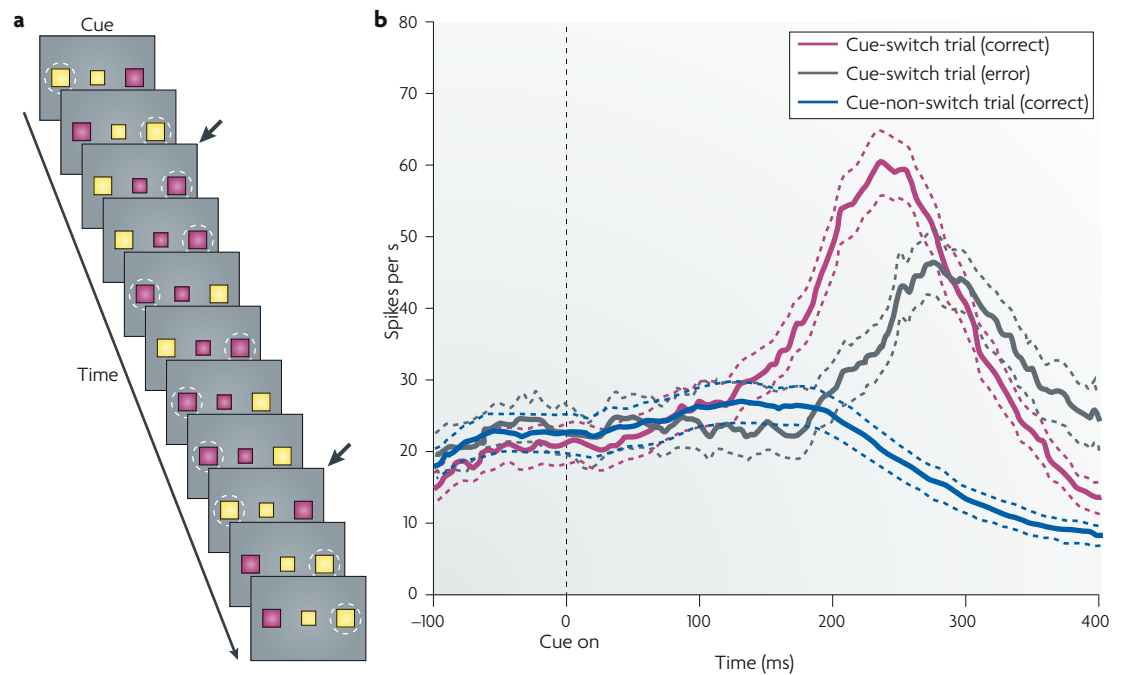 a
Cue
Time
b
80
70
60
50
40
30
20
10
0
Spikes per s
Cue-switch trial (correct)
Cue-switch trial (error)
Cue-non-switch trial (correct)
–100
0
100
200
300
400
Cue on
Time (ms)